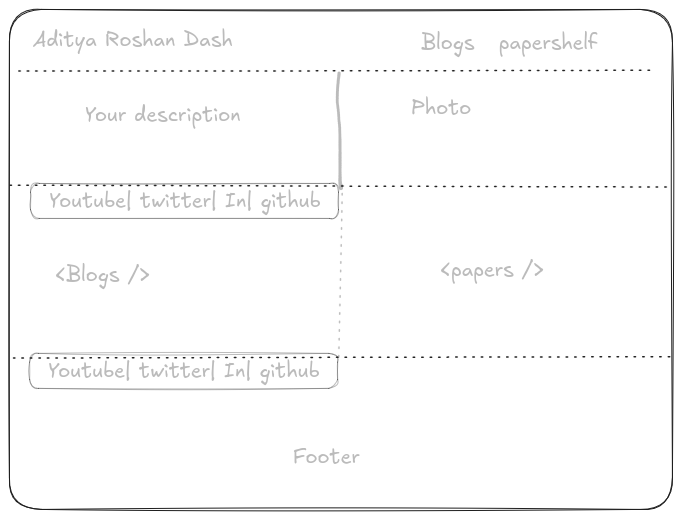 Aditya Roshan Dash
Blogs papershelf
Your description
Photo
Youtube| twitter| In| github
<Blogs />
<papers />
Youtube| twitter| In| github
Footer